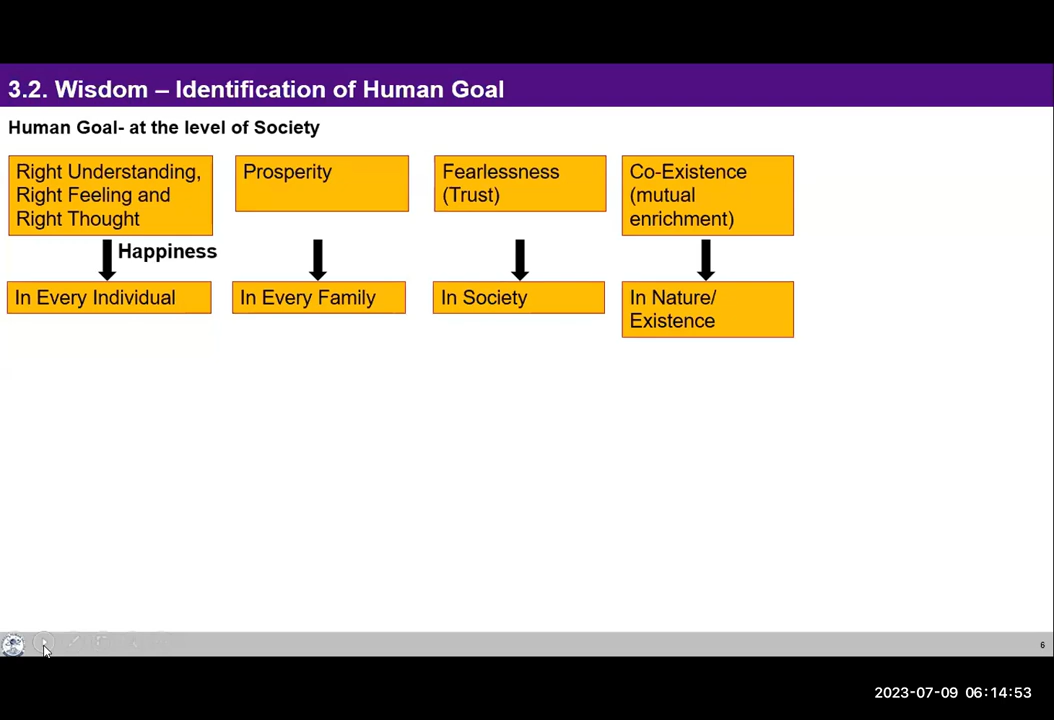 3.2. Wisdom – Identification of Human Goal
Human Goal- at the level of Society
Right Understanding,
Right Feeling and
Right Thought
Prosperity
Fearlessness
(Trust)
Co-Existence
(mutual
enrichment)
Happiness
In Every Individual
In Every Family
In Society
In Nature/
Existence
6
2023-07-09 06:14:53